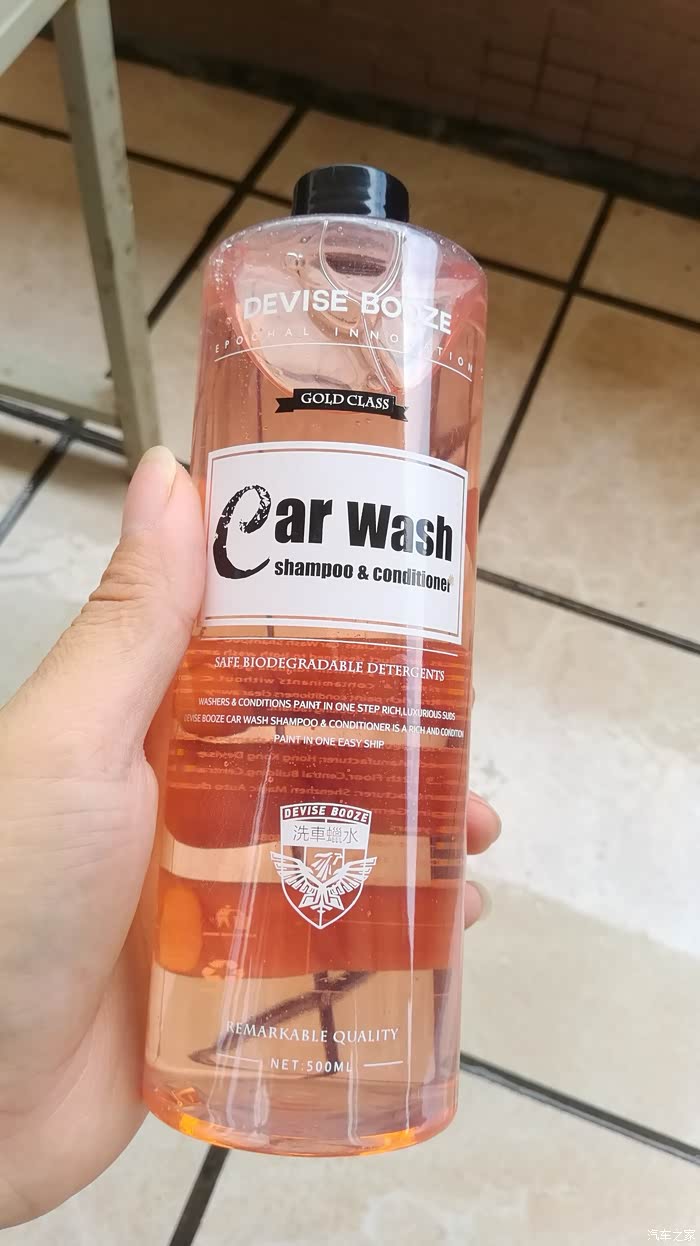 DEVISE BOOZE
EPOCHAL INNOVATION
GOLD CLASS
Car Wash
shampoo & conditioner
SAFE BIODEGRADABLE DETERGENTS
WASHERS & CONDITIONS PAINT IN ONE STEP RICH,LUXURIOUS SUDS
DEVISE BOOZE CAR WASH SHAMPOO & CONDITIONER IS A RICH AND CONDITION
PAINT IN ONE EASY SHIP
DEVISE BOOZE
洗車蠟水
REMARKABLE QUALITY
NET:500ML
汽车之家